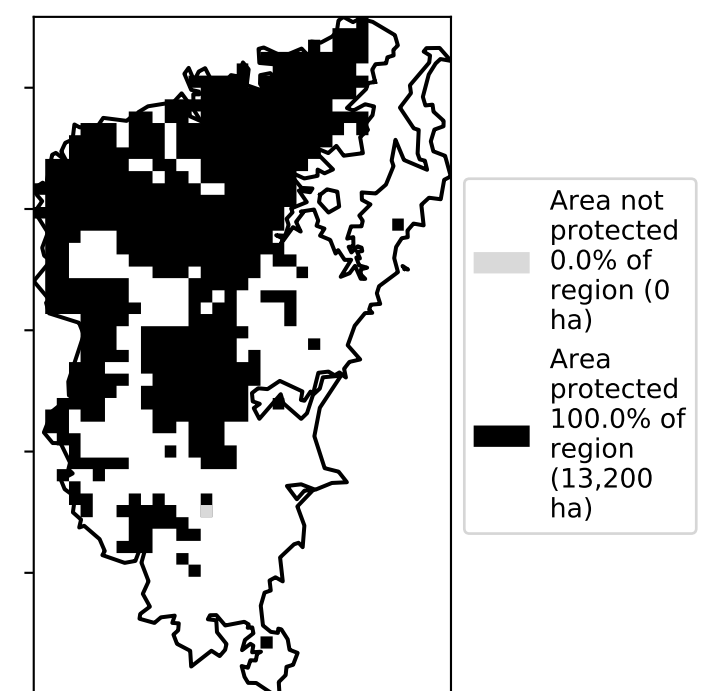 Area not
protected
0.0% of
region (0
ha)
Area
protected
100.0% of
region
(13,200
ha)